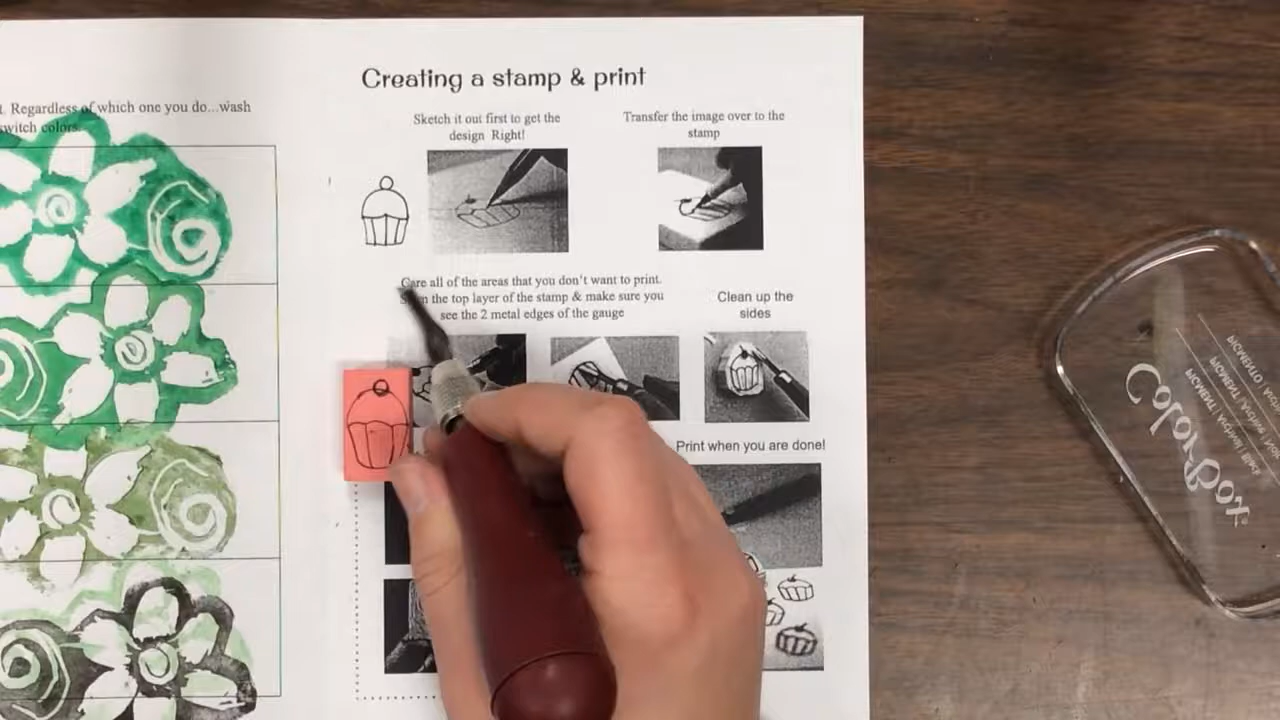 Creating a stamp & print
t. Regardless of which one you do...wash
switch colors.
Sketch it out first to get the
design Right!
Transfer the image over to the
stamp
all of the areas that you don't want to print.
the top layer of the stamp & make sure you
see the 2 metal edges of the gauge
Clean up the
sides
Print when you are done!
Colorbox